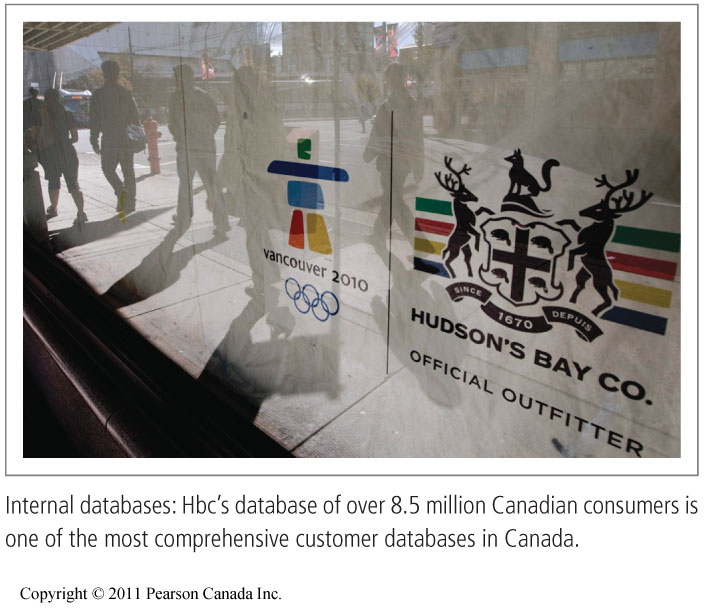 vancouver 2010
SINCE 1670 DEPUIS
HUDSON'S BAY CO.
OFFICIAL OUTFITTER
Internal databases: Hbc's database of over 8.5 million Canadian consumers is
one of the most comprehensive customer databases in Canada.
Copyright © 2011 Pearson Canada Inc.